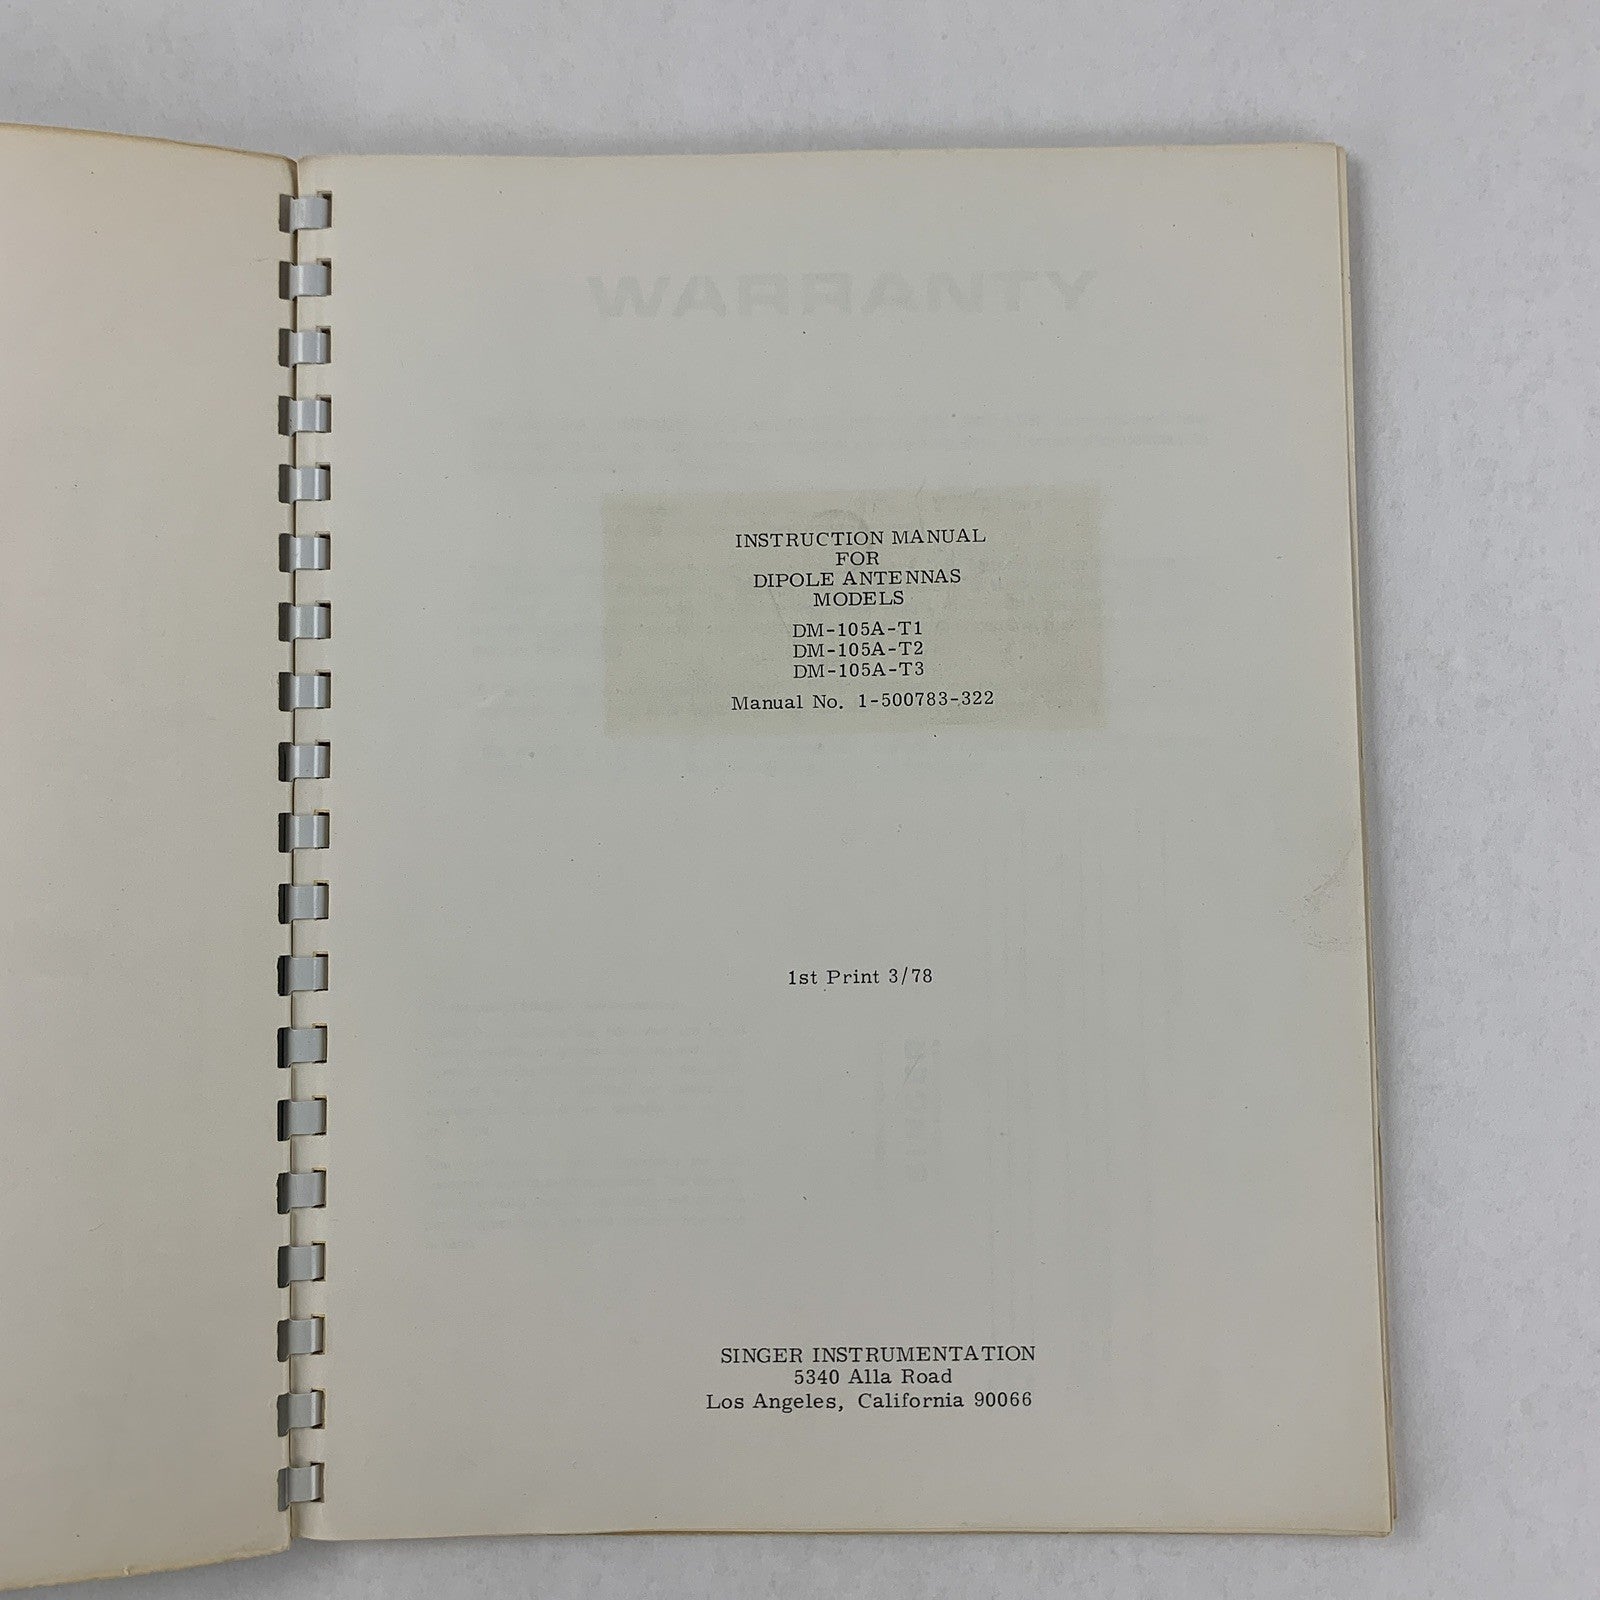 WARRANTY
INSTRUCTION MANUAL
FOR
DIPOLE ANTENNAS
MODELS
DM-105A-T1
DM-105A-T2
DM-105A-T3
Manual No. 1-500783-322
1st Print 3/78
SINGER INSTRUMENTATION
5340 Alla Road
Los Angeles, California 90066